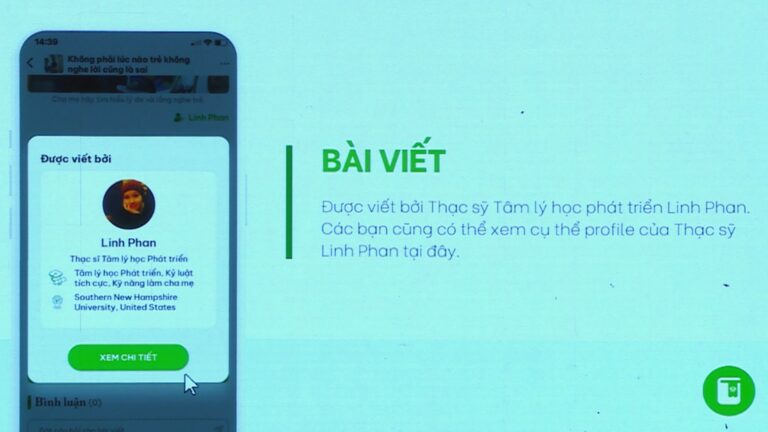 14:39
Không phải lúc nào trẻ không
nghe lời cũng là sai
Cha mẹ hãy tìm hiểu lý do và lắng nghe trẻ.
Linh Phan
Được viết bởi
Linh Phan
Thạc sĩ Tâm lý học Phát triển
Tâm lý học Phát triển, Kỷ luật
tích cực, Kỹ năng làm cha mẹ
Southern New Hampshire
University, United States
XEM CHI TIẾT
Bình luận (0)
BÀI VIẾT
Được viết bởi Thạc sỹ Tâm lý học phát triển Linh Phan.
Các bạn cũng có thể xem cụ thể profile của Thạc sỹ
Linh Phan tại đây.